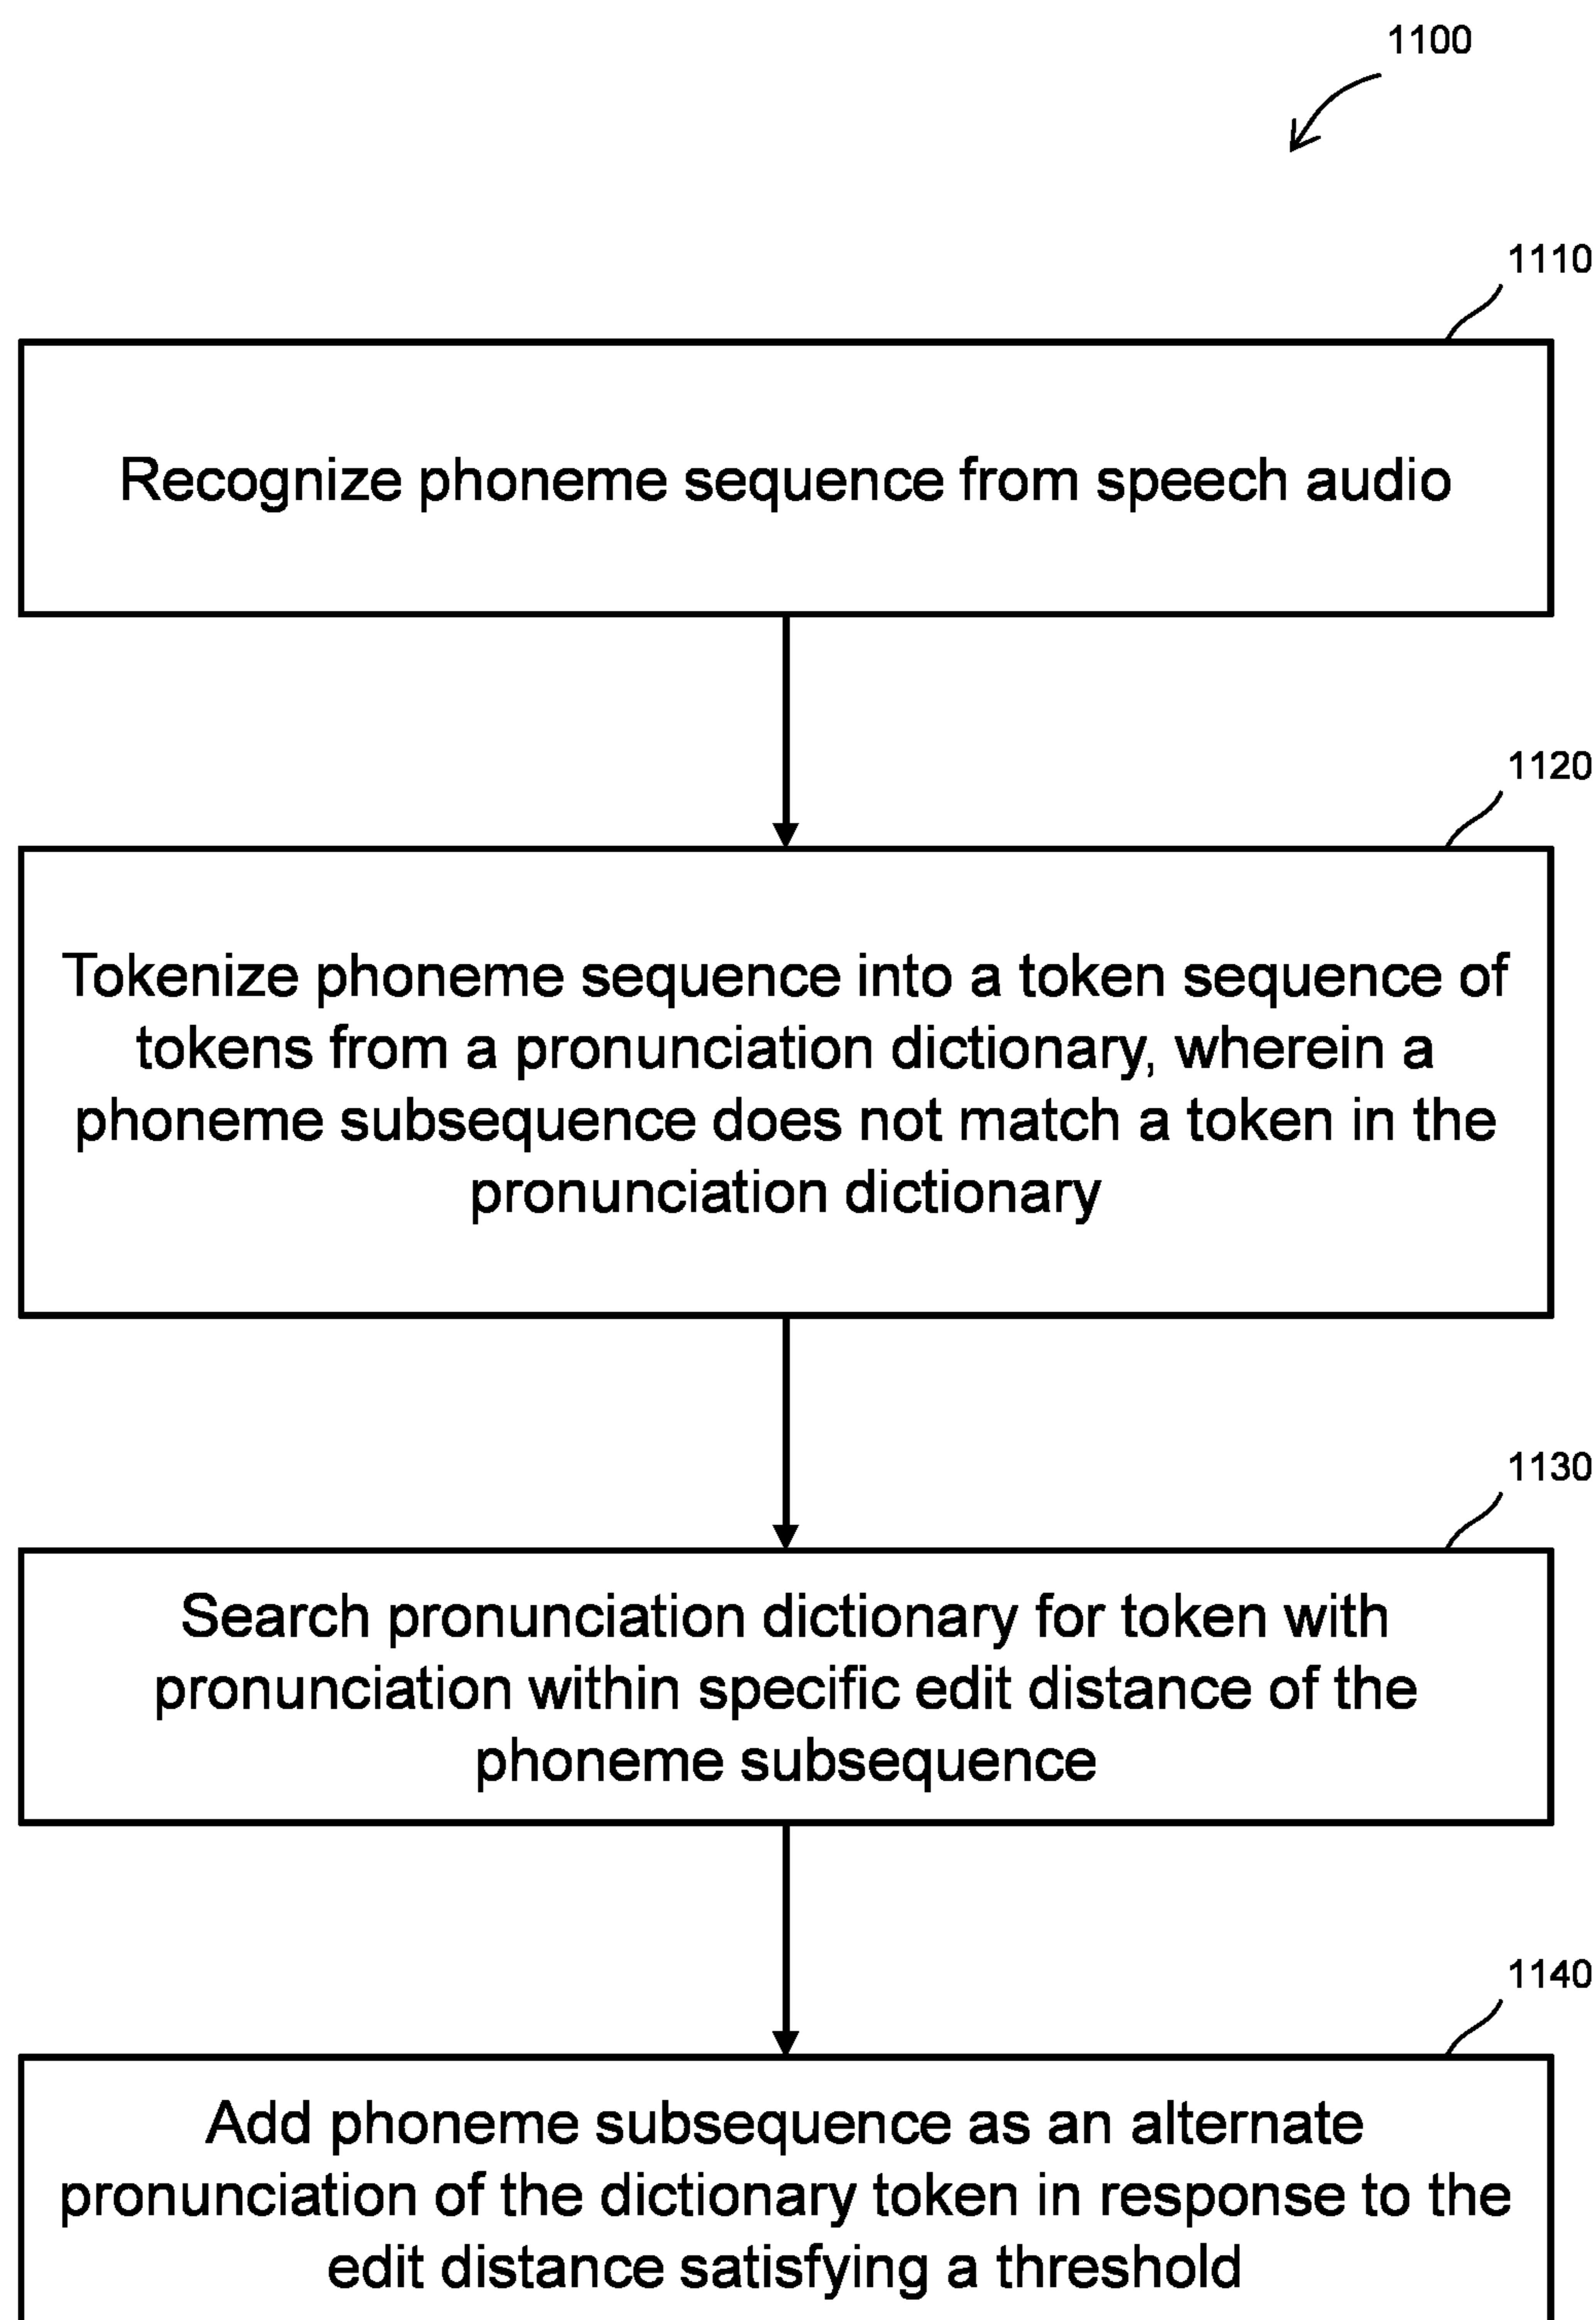 1100
1110
Recognize phoneme sequence from speech audio
1120
Tokenize phoneme sequence into a token sequence of
tokens from a pronunciation dictionary, wherein a
phoneme subsequence does not match a token in the
pronunciation dictionary
1130
Search pronunciation dictionary for token with
pronunciation within specific edit distance of the
phoneme subsequence
1140
Add phoneme subsequence as an alternate
pronunciation of the dictionary token in response to the
edit distance satisfying a threshold